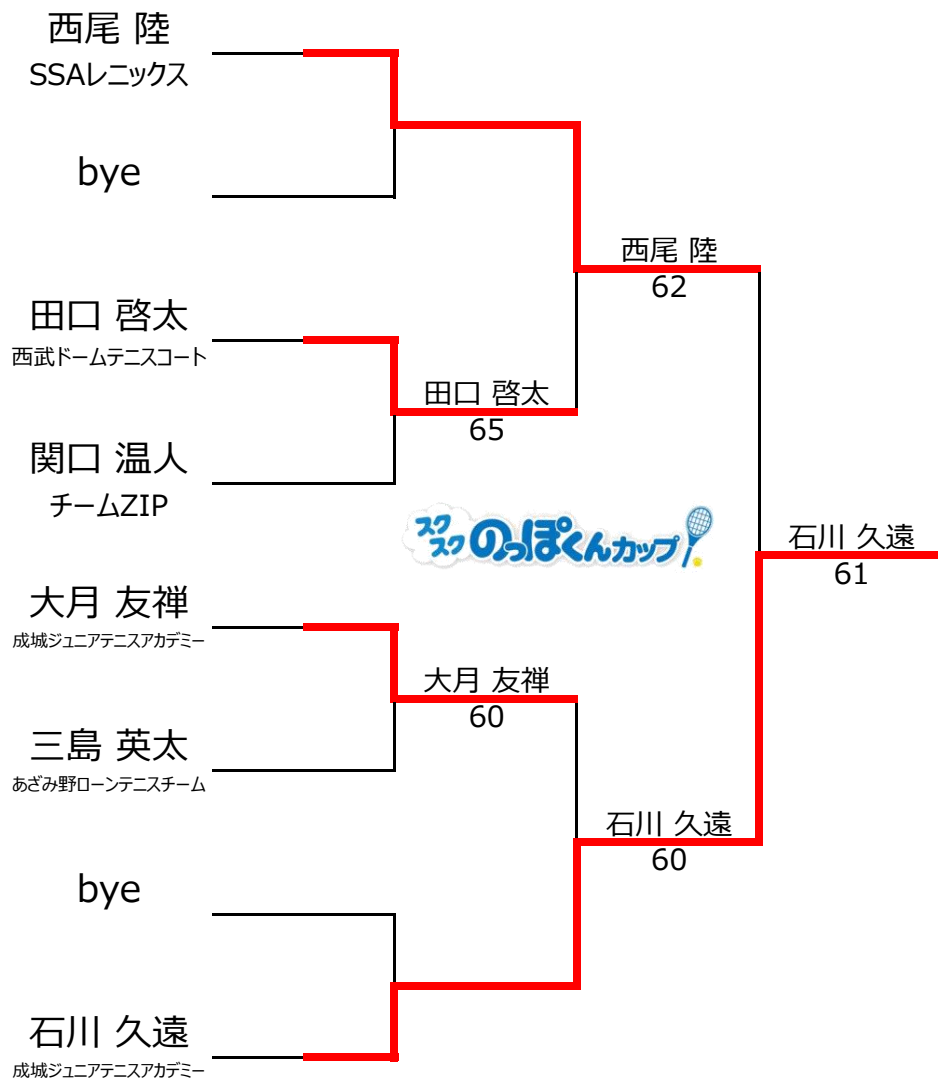 西尾 陸
SSAレニックス
bye
西尾 陸
62
田口 啓太
西武ドームテニスコート
田口 啓太
65
関口 温人
チームZIP
スクスク のっぽくんカップ
石川 久遠
61
大月 友禅
成城ジュニアテニスアカデミー
大月 友禅
60
三島 英太
あざみ野ローンテニスチーム
石川 久遠
60
bye
石川 久遠
成城ジュニアテニスアカデミー